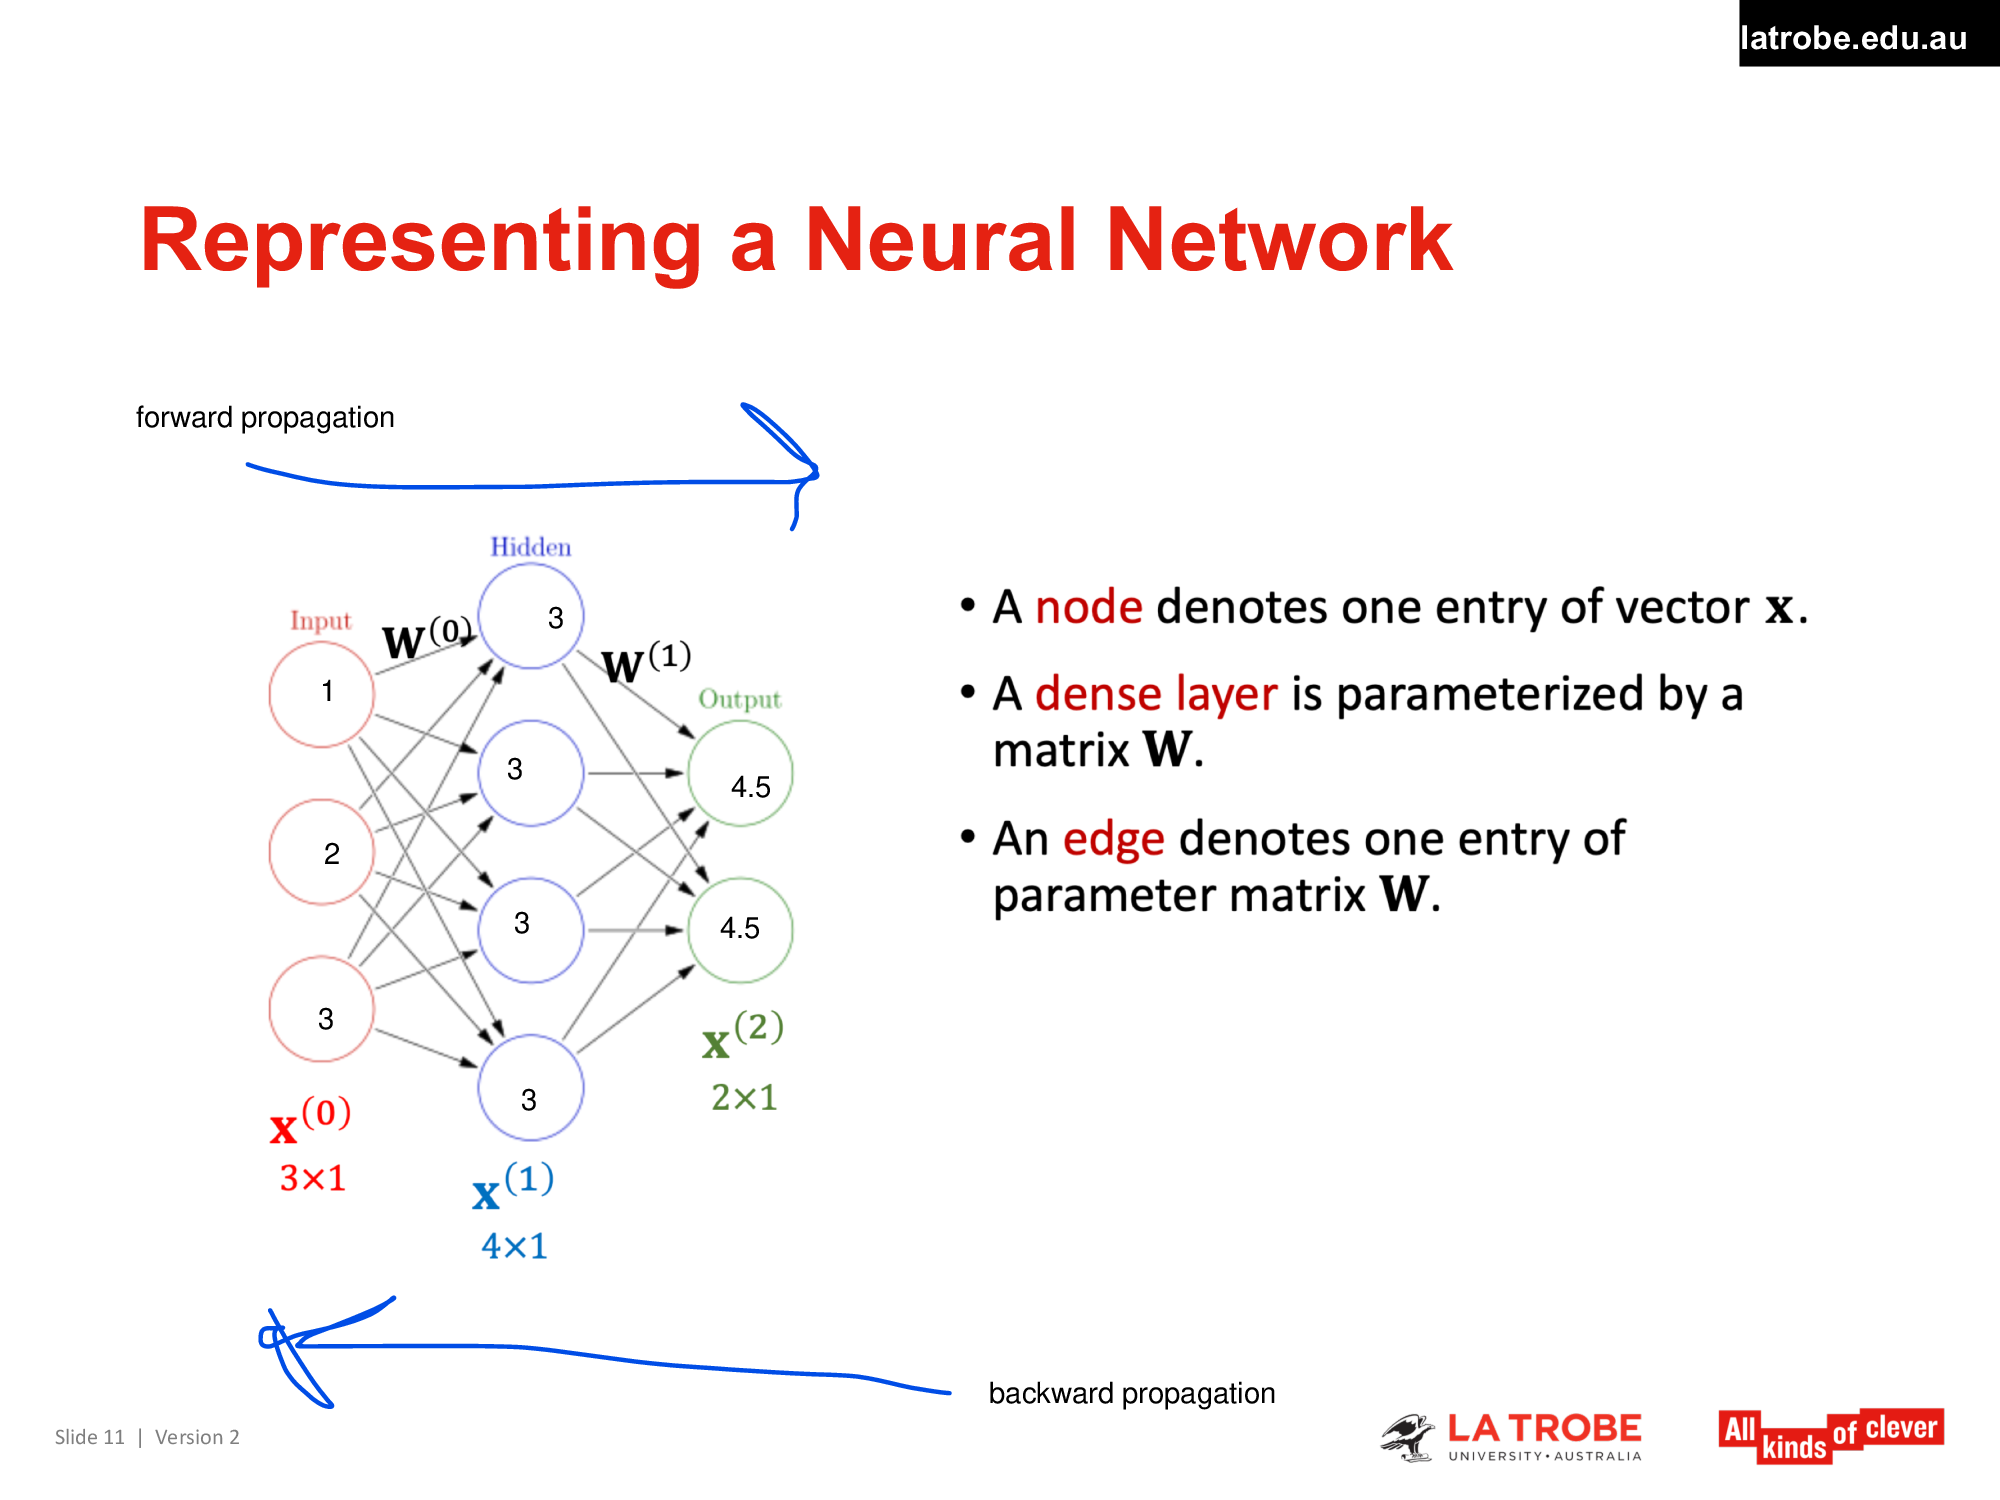 latrobe.edu.au
Representing a Neural Network
forward propagation
Hidden
Input
W(0)
W(1)
Output
3
1
3
4.5
2
3
4.5
3
3
x(0)
3×1
x(1)
4×1
x(2)
2×1
• A node denotes one entry of vector x.
• A dense layer is parameterized by a
matrix W.
• An edge denotes one entry of
parameter matrix W.
backward propagation
Slide 11 | Version 2
LA TROBE
UNIVERSITY • AUSTRALIA
All kinds of clever